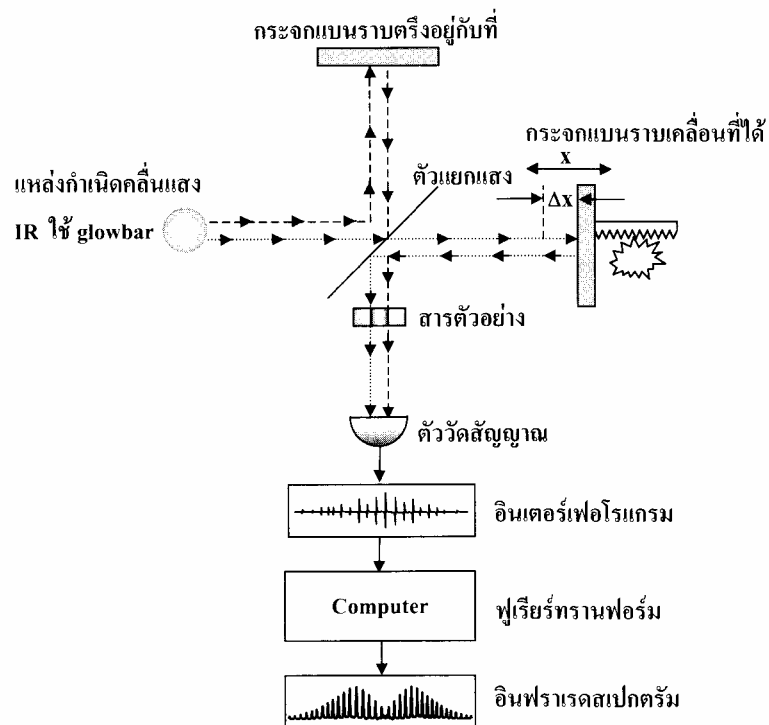 กระจกแบนราบตรึงอยู่กับที่
กระจกแบนราบเคลื่อนที่ได้
x
แหล่งกำเนิดคลื่นแสง
ตัวแยกแสง
Δx
IR ใช้ glowbar
สารตัวอย่าง
ตัววัดสัญญาณ
อินเตอร์เฟอโรแกรม
Computer
ฟูเรียร์ทรานฟอร์ม
อินฟราเรดสเปกตรัม